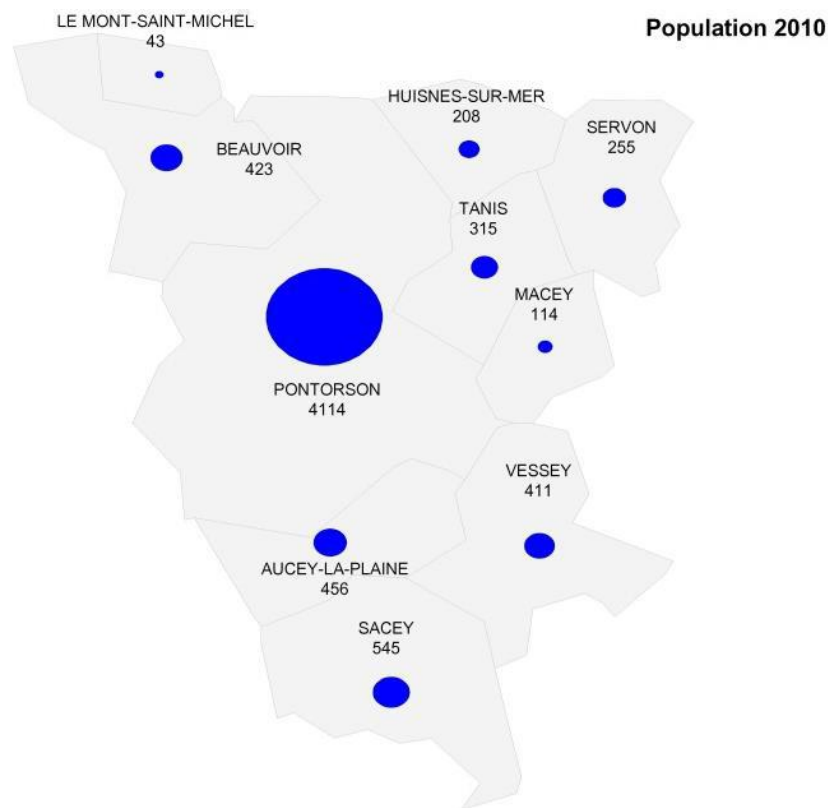 Population 2010
LE MONT-SAINT-MICHEL
43
BEAUVOIR
423
HUISNES-SUR-MER
208
SERVON
255
TANIS
315
MACEY
114
PONTORSON
4114
VESSEY
411
AUCEY-LA-PLAINE
456
SACEY
545